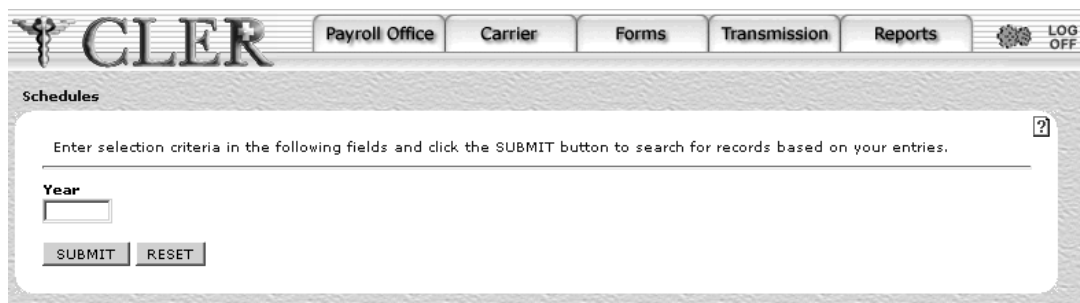 CLER
Payroll Office
Carrier
Forms
Transmission
Reports
LOG
OFF
Schedules
?
Enter selection criteria in the following fields and click the SUBMIT button to search for records based on your entries.
Year
SUBMIT
RESET